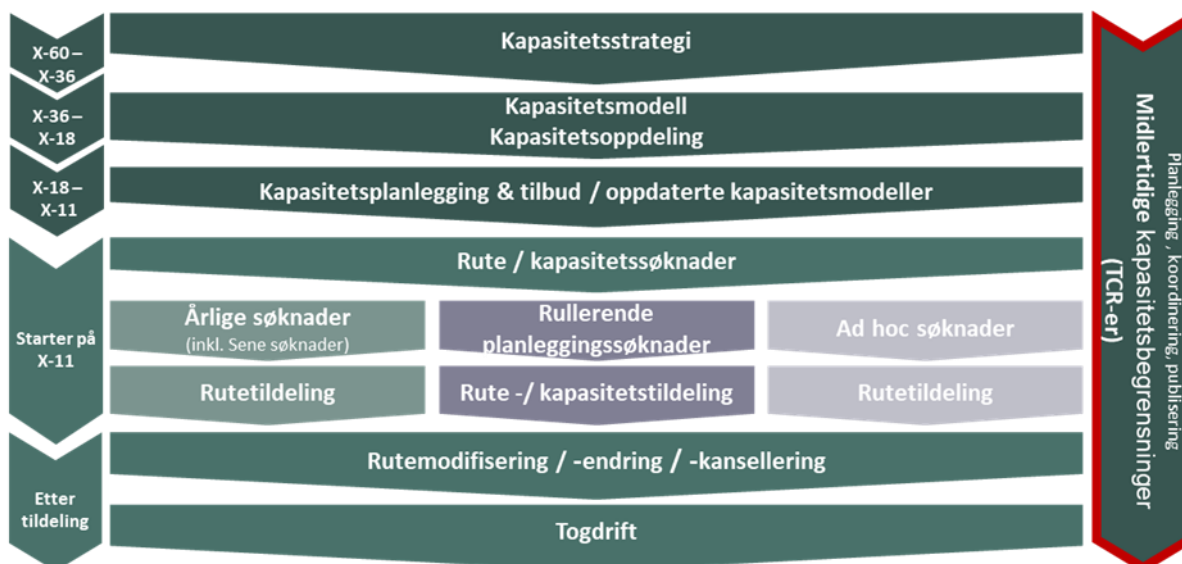 X-60 –
X-36
Kapasitetsstrategi
X-36 –
X-18
Kapasitetsmodell
Kapasitetsoppdeling
X-18 –
X-11
Kapasitetsplanlegging & tilbud / oppdaterte kapasitetsmodeller
Starter på
X-11
Rute / kapasitetssøknader
Årlige søknader
(inkl. Sene søknader)
Rullerende
planleggingssøknader
Ad hoc søknader
Rutetildeling
Rute -/ kapasitetstildeling
Rutetildeling
Etter
tildeling
Rutemodifisering / -endring / -kansellering
Togdrift
Planlegging , koordinering, publisering
Midlertidige kapasitetsbegrensninger
(TCR-er)